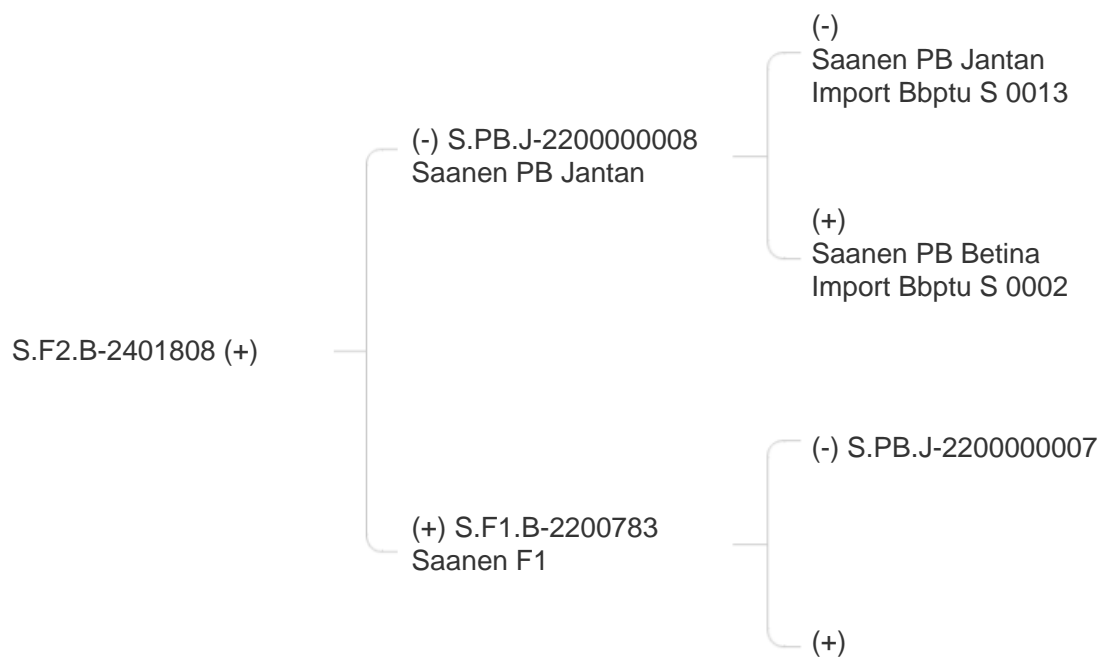 (-)
Saanen PB Jantan
Import Bbptu S 0013
(-) S.PB.J-2200000008
Saanen PB Jantan
(+)
Saanen PB Betina
Import Bbptu S 0002
S.F2.B-2401808 (+)
(-) S.PB.J-2200000007
(+) S.F1.B-2200783
Saanen F1
(+)